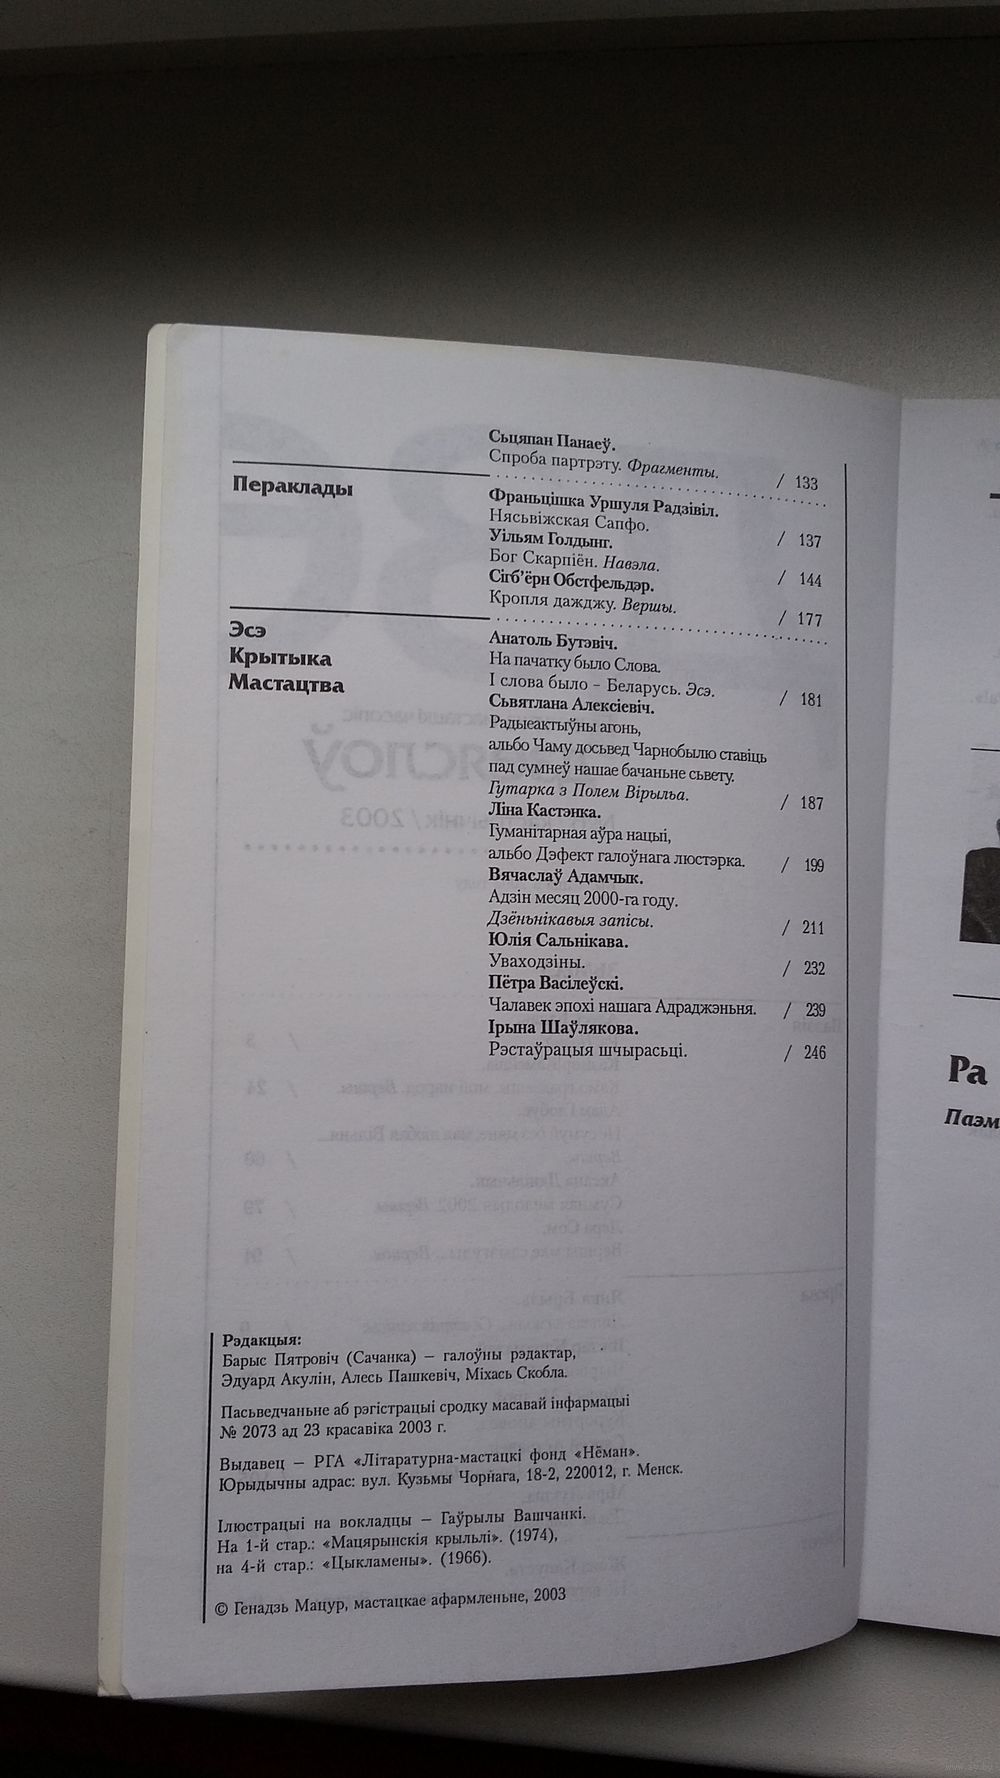 Сьцяпан Панаеў.
Спроба партрэту. Фрагменты. / 133
Пераклады
Франьцішка Уршуля Радзівіл.
Нясьвіжская Сапфо. / 137
Уільям Голдынг.
Бог Скарпіён. Навэла. / 144
Сігб'ёрн Обстфельдэр.
Кропля дажджу. Вершы. / 177
Эсэ
Крытыка
Мастацтва
Анатоль Бутэвіч.
На пачатку было Слова.
І слова было – Беларусь. Эсэ. / 181
Сьвятлана Алексіевіч.
Радыеактыўны агонь,
альбо Чаму досьвед Чарнобылю ставіць
пад сумнеў нашае бачаньне сьвету.
Гутарка з Полем Вірыльа. / 187
Ліна Кастэнка.
Гуманітарная аўра нацыі,
альбо Дэфект галоўнага люстэрка. / 199
Вячаслаў Адамчык.
Адзін месяц 2000-га году.
Дзёньнікавыя запісы. / 211
Юлія Сальнікава.
Уваходзіны. / 232
Пётра Васілеўскі.
Чалавек эпохі нашага Адраджэньня. / 239
Ірына Шаўлякова.
Рэстаўрацыя шчырасьці. / 246
Рэдакцыя:
Барыс Пятровіч (Сачанка) – галоўны рэдактар,
Эдуард Акулін, Алесь Пашкевіч, Міхась Скобла.
Пасьведчаньне аб рэгістрацыі сродку масавай інфармацыі
№ 2073 ад 23 красавіка 2003 г.
Выдавец – РГА «Літаратурна-мастацкі фонд «Нёман».
Юрыдычны адрас: вул. Кузьмы Чорнага, 18-2, 220012, г. Менск.
Ілюстрацыі на вокладцы – Гаўрылы Вашчанкі.
На 1-й стар.: «Мацярынскія крыльлі». (1974),
на 4-й стар.: «Цыкламены». (1966).
© Генадзь Мацур, мастацкае афармленьне, 2003
Ра
Паэм